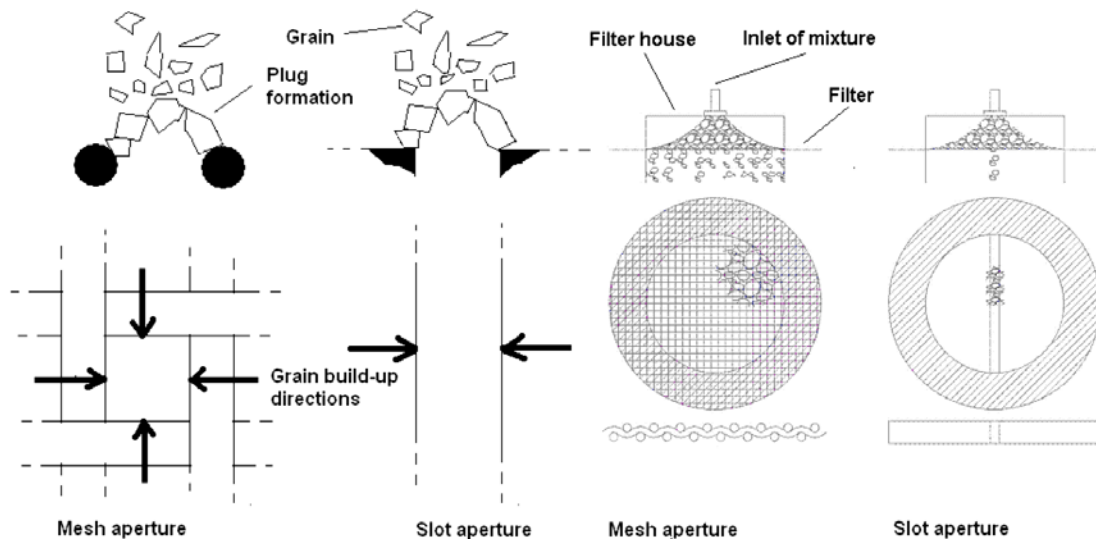 Grain
Plug
formation
Filter house
Inlet of mixture
Filter
Grain build-up
directions
Mesh aperture
Slot aperture
Mesh aperture
Slot aperture